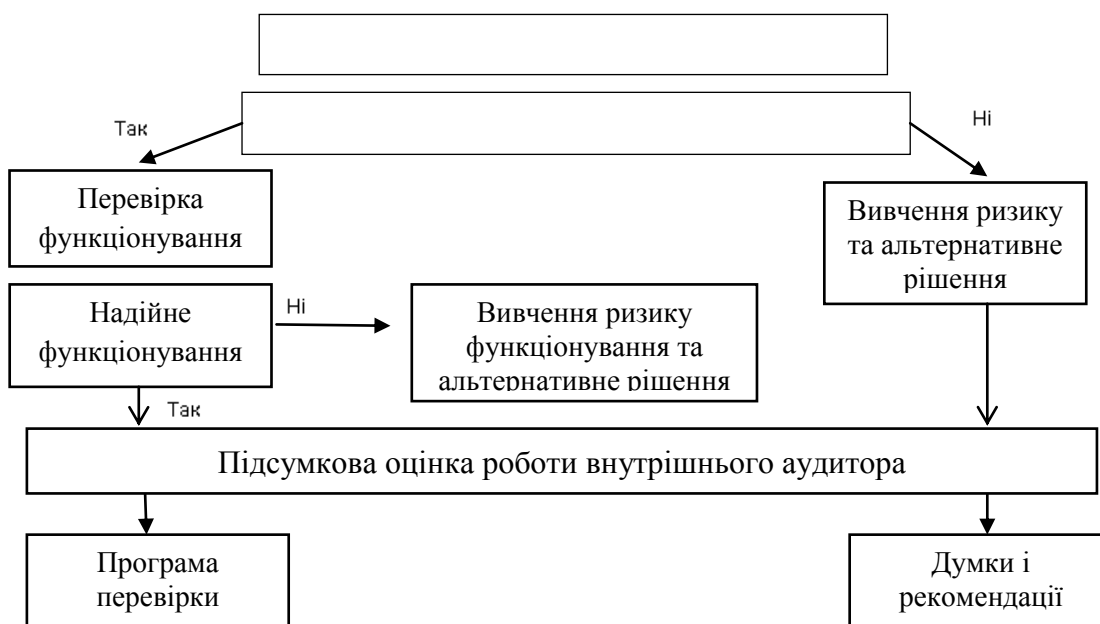 Так
Ні
Перевірка
функціонування
Вивчення ризику
та альтернативне
рішення
Надійне
функціонування
Ні
Вивчення ризику
функціонування та
альтернативне рішення
Так
Підсумкова оцінка роботи внутрішнього аудитора
Програма
перевірки
Думки і
рекомендації